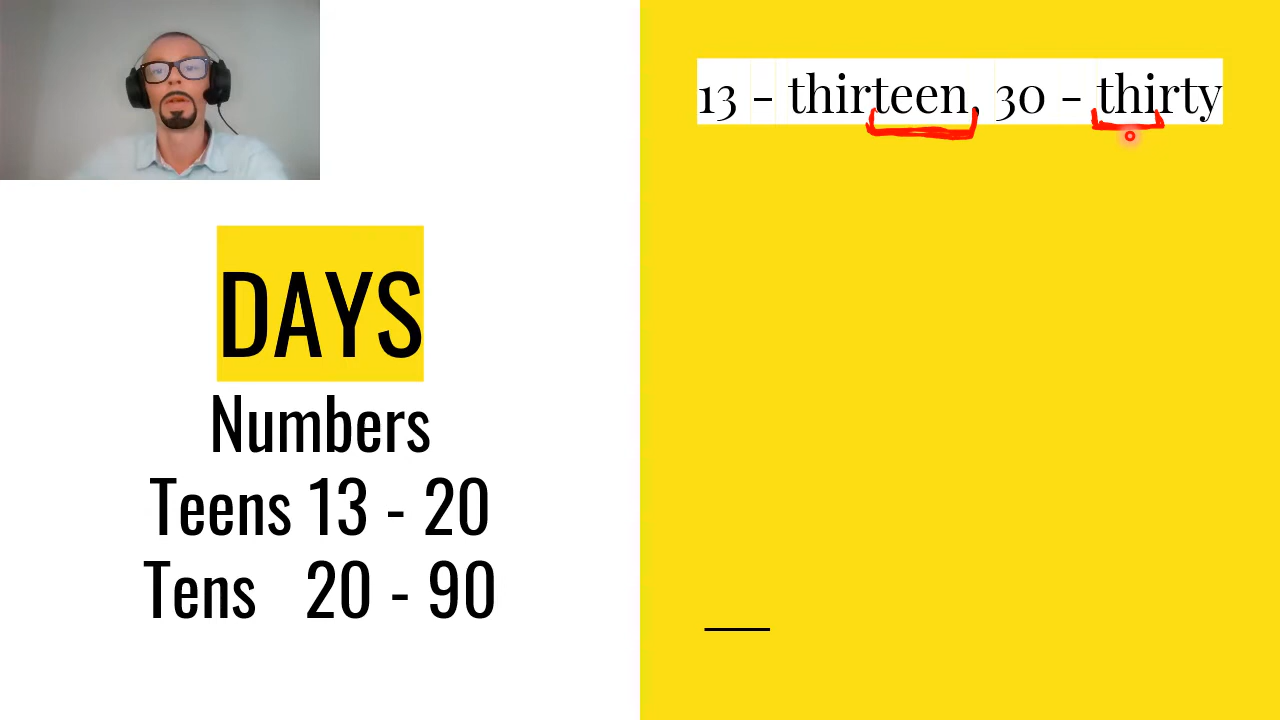 DAYS
Numbers
Teens 13 - 20
Tens 20 - 90
13 - thirteen, 30 - thirty